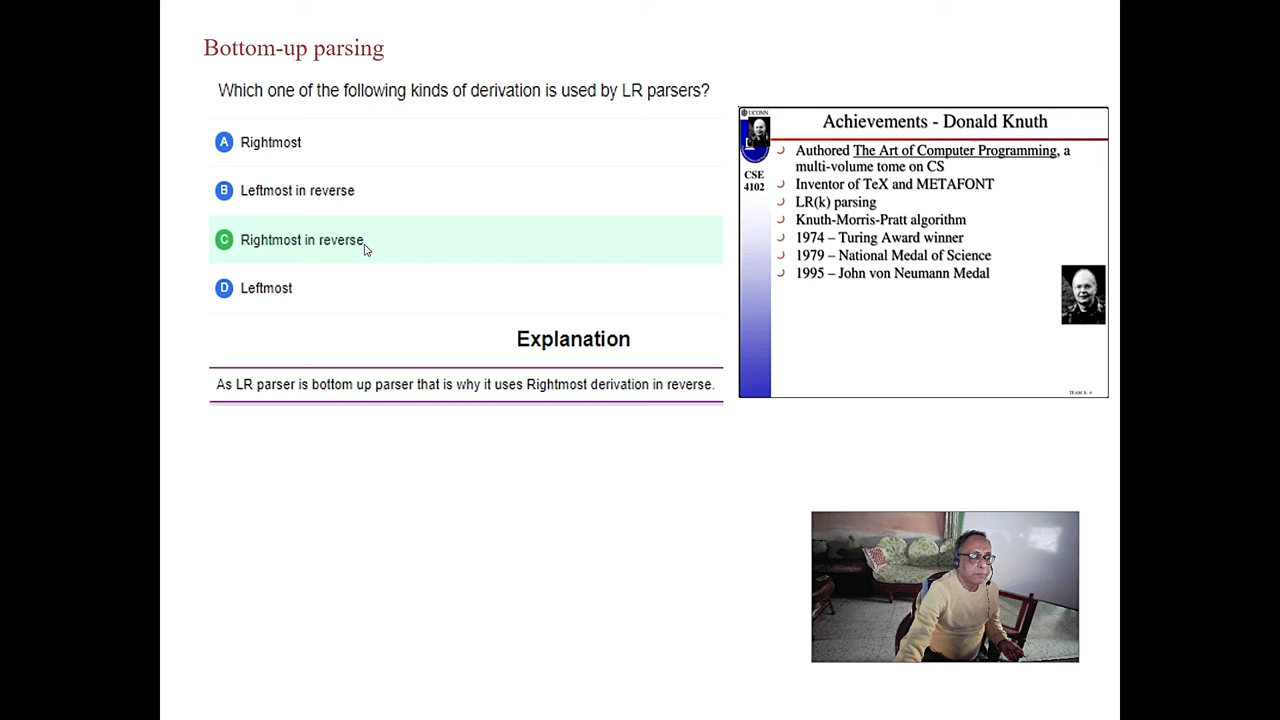 Bottom-up parsing
Which one of the following kinds of derivation is used by LR parsers?
A Rightmost
B Leftmost in reverse
C Rightmost in reverse
D Leftmost
Explanation
As LR parser is bottom up parser that is why it uses Rightmost derivation in reverse.
UCONN
Achievements - Donald Knuth
CSE
4102
Authored The Art of Computer Programming, a
multi-volume tome on CS
Inventor of TeX and METAFONT
LR(k) parsing
Knuth-Morris-Pratt algorithm
1974 – Turing Award winner
1979 – National Medal of Science
1995 – John von Neumann Medal